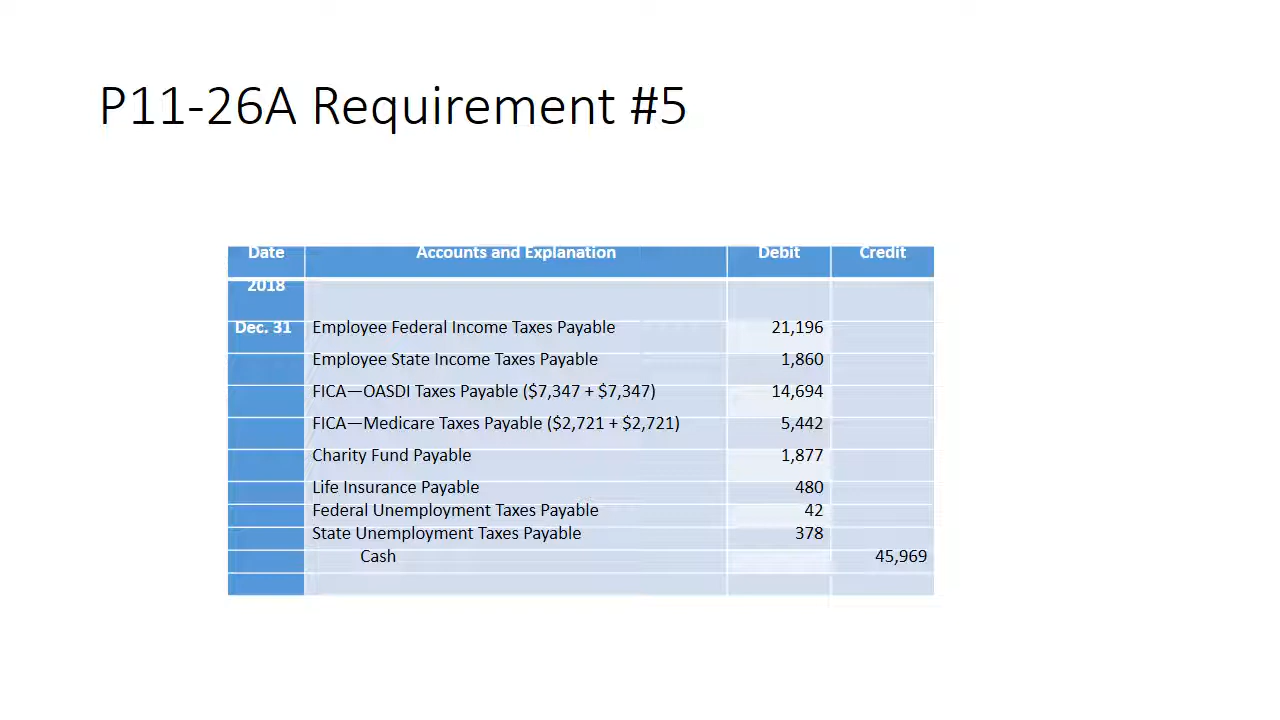 P11-26A Requirement #5
Date Accounts and Explanation Debit Credit
2018
Dec. 31 Employee Federal Income Taxes Payable 21,196
Employee State Income Taxes Payable 1,860
FICA—OASDI Taxes Payable ($7,347 + $7,347) 14,694
FICA—Medicare Taxes Payable ($2,721 + $2,721) 5,442
Charity Fund Payable 1,877
Life Insurance Payable 480
Federal Unemployment Taxes Payable 42
State Unemployment Taxes Payable 378
Cash 45,969